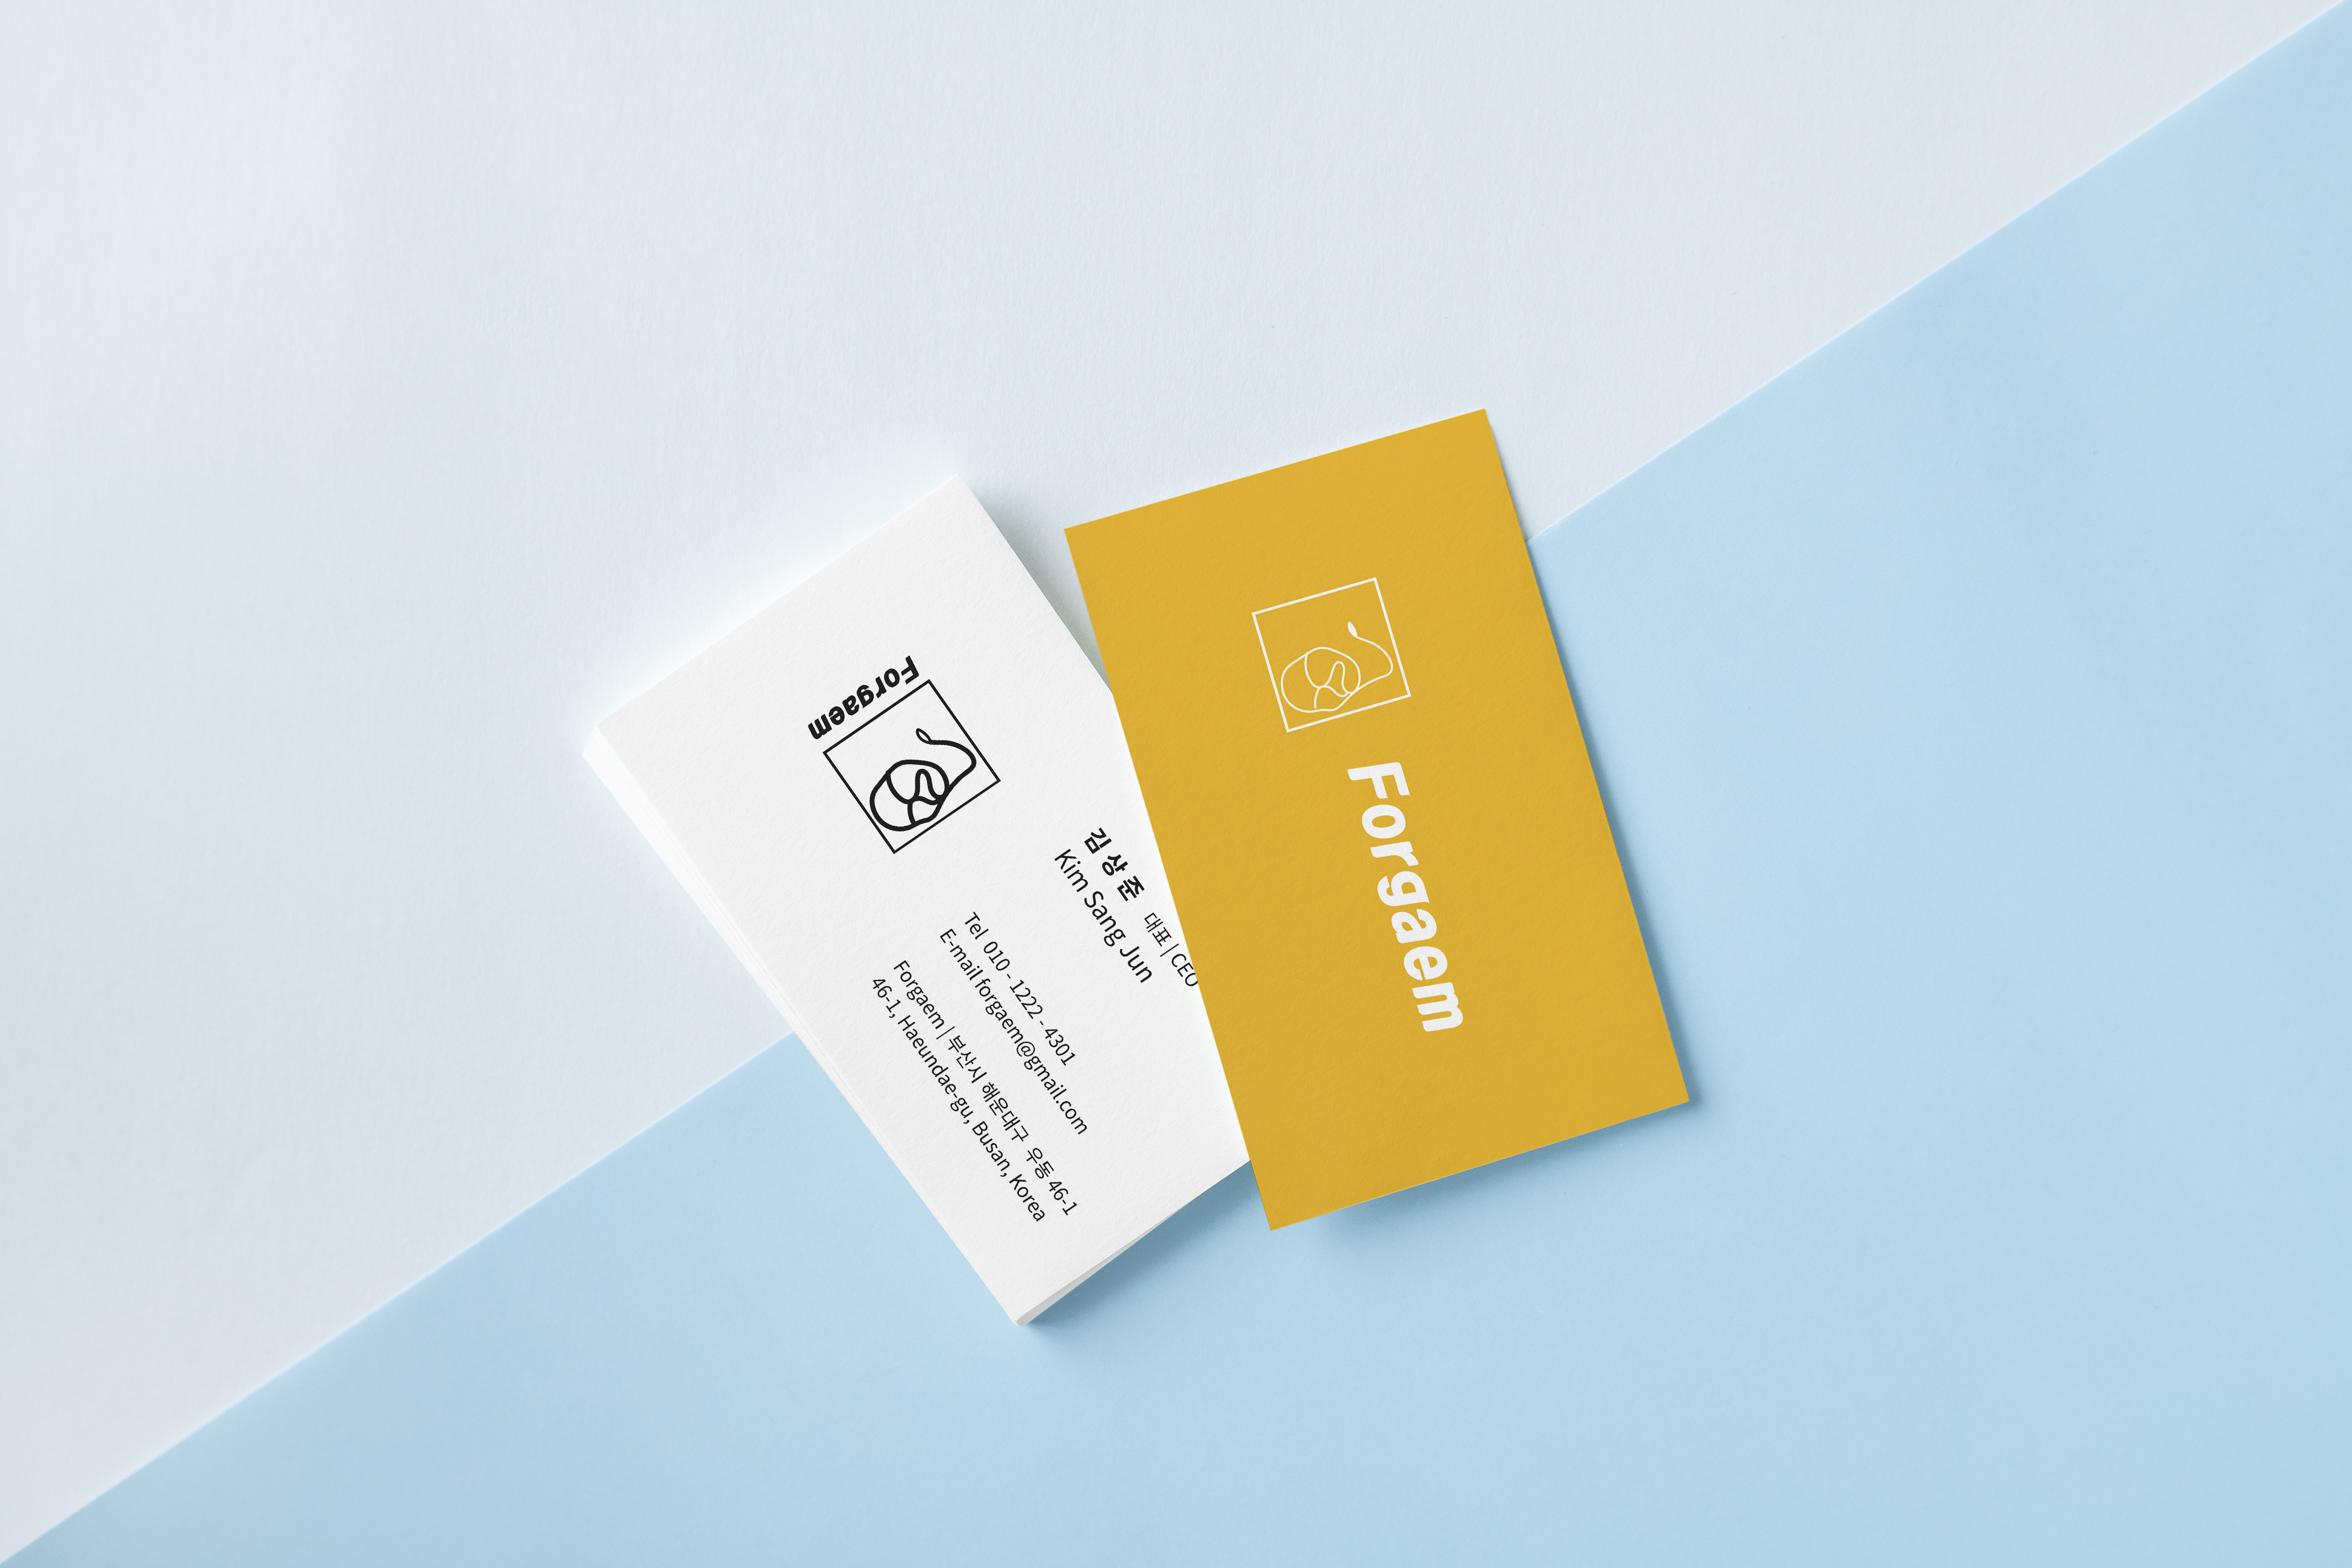 Forgaem
김상준 대표 | CEO
Kim Sang Jun
Tel 010 - 1222 - 4301
E-mail forgaem@gmail.com
Forgaem | 부산시 해운대구 우동 46-1
46-1, Haeundae-gu, Busan, Korea
Forgaem